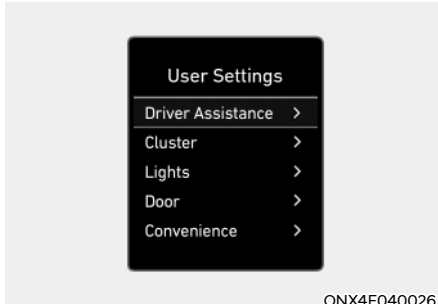 User Settings
Driver Assistance >
Cluster >
Lights >
Door >
Convenience >
ONX4E040026